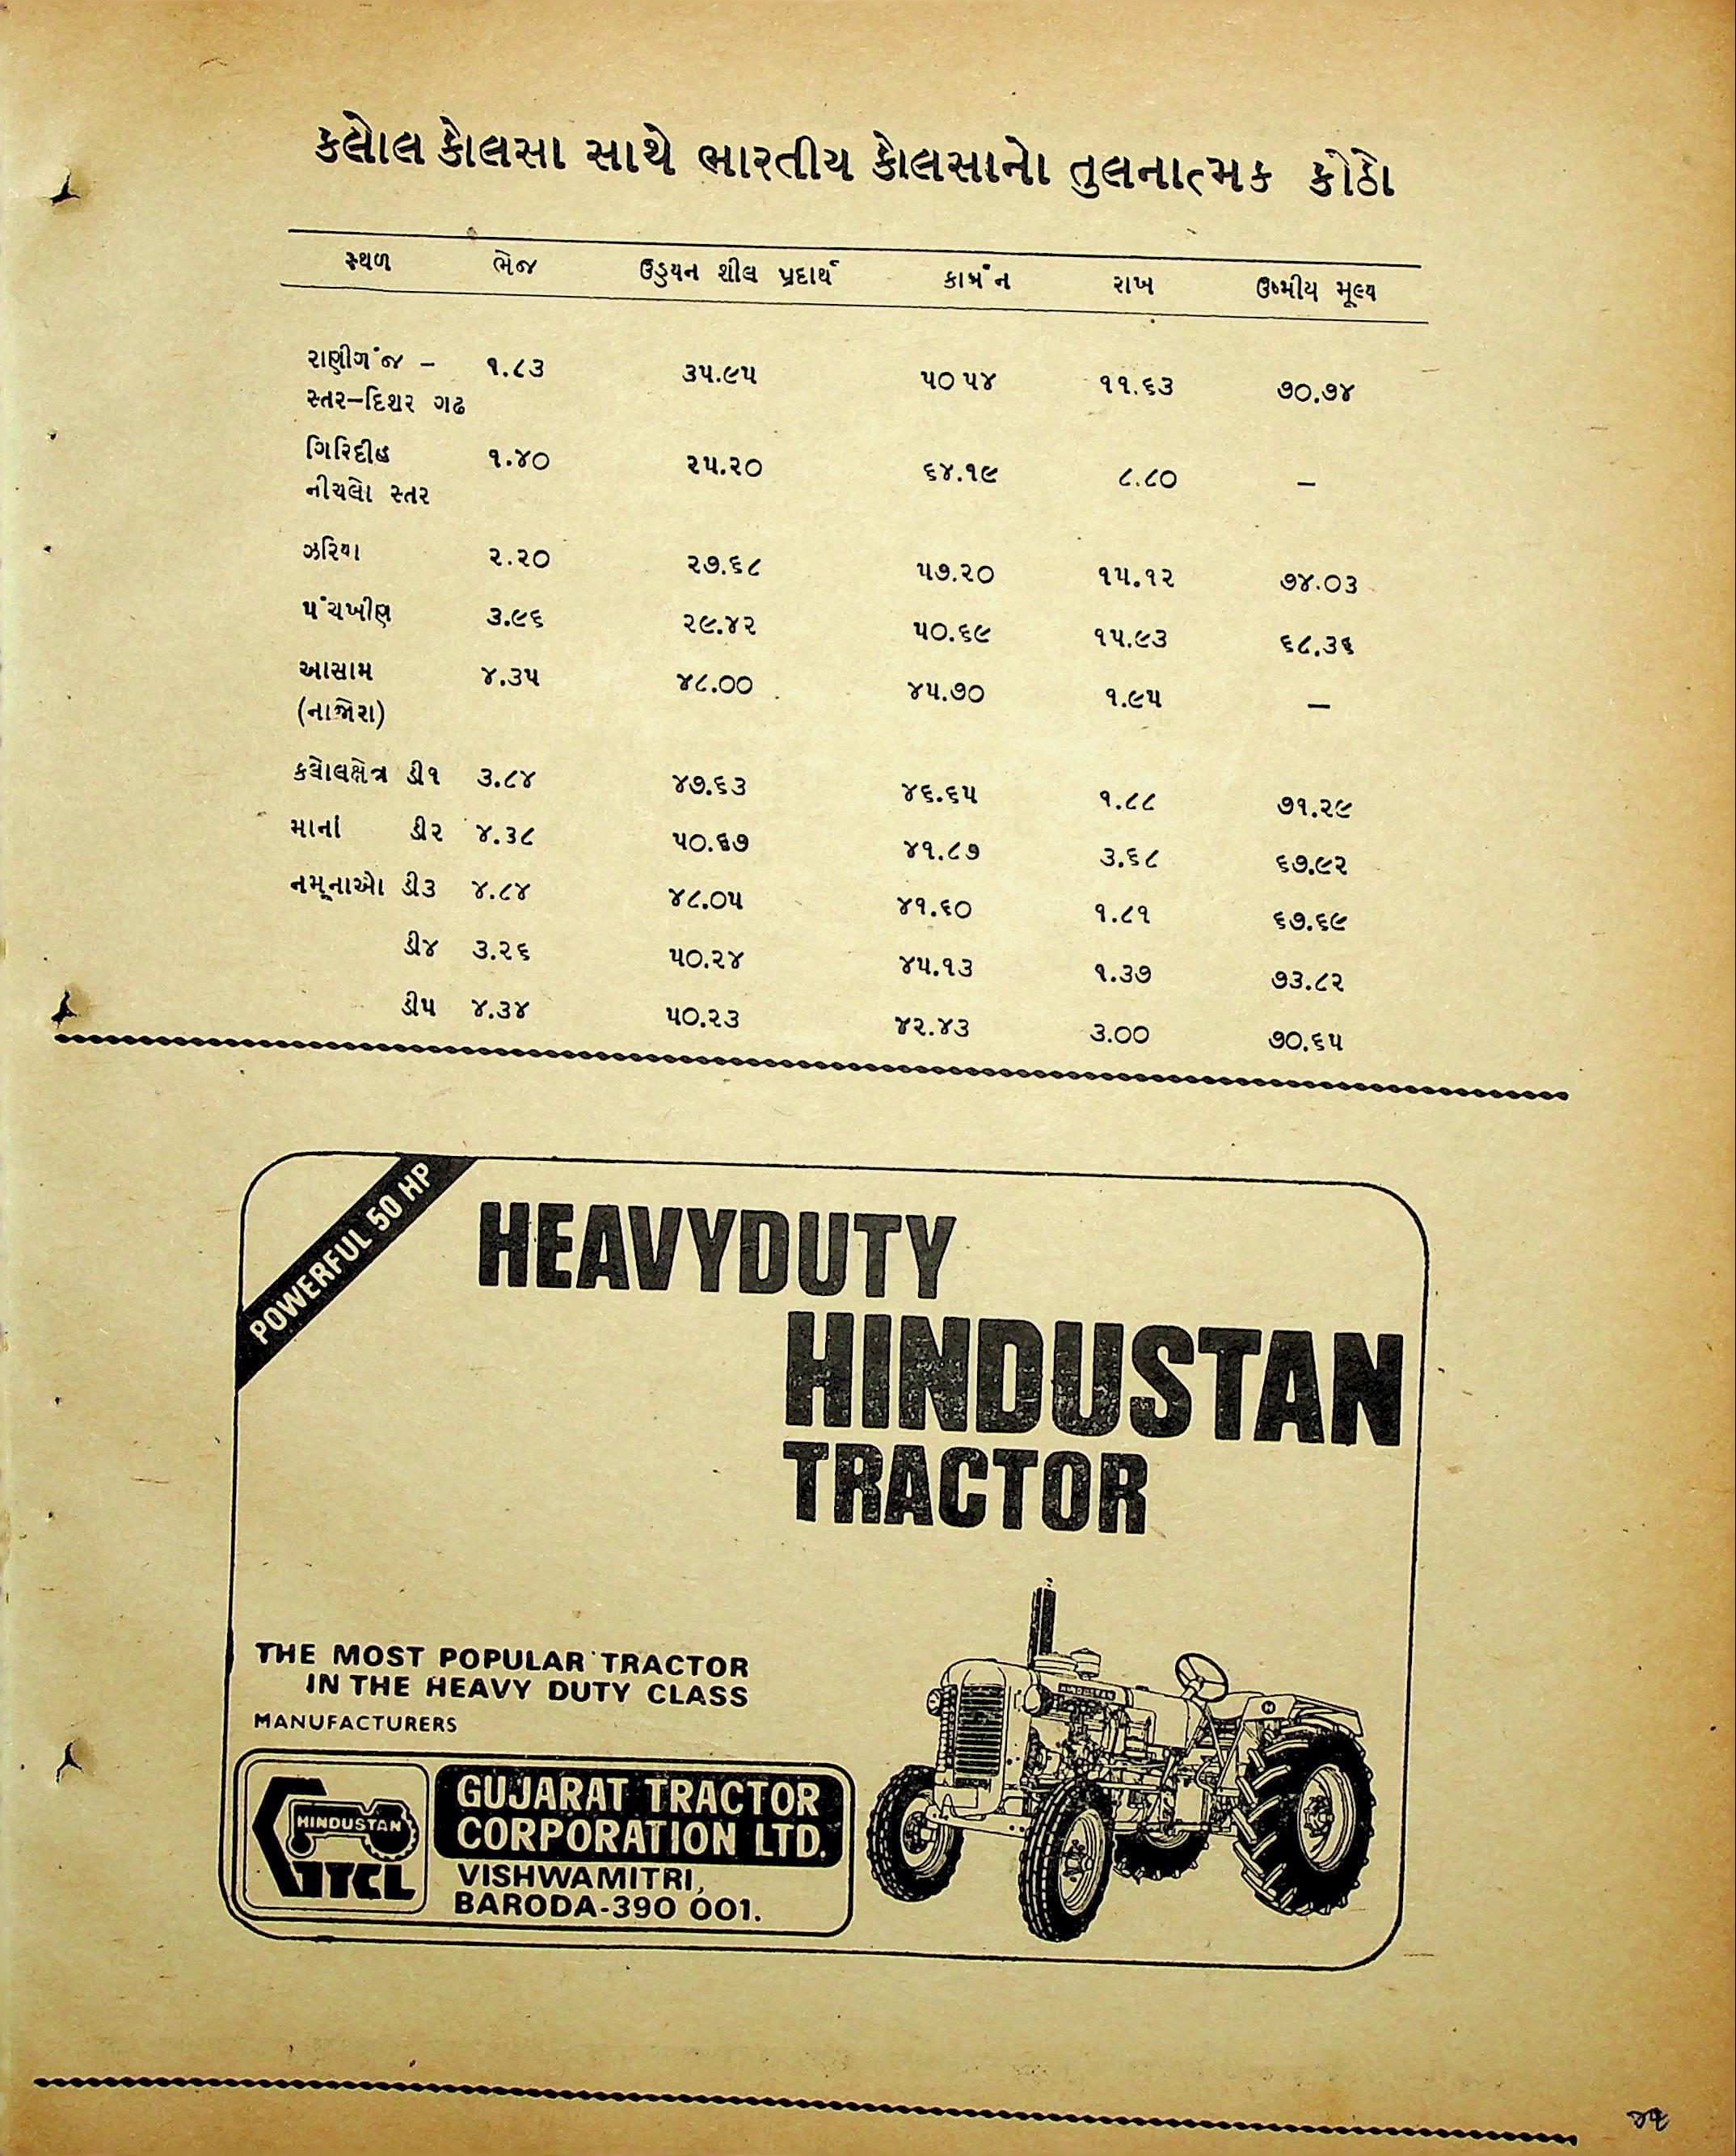 કલોલ કોલસા સાથે ભારતીય કોલસાનો તુલનાત્મક કોઠો
સ્થળ ભેજ ઉડ્ડયન શીલ પ્રદાર્થ કાર્બન રાખ ઉષ્મીય મૂલ્ય
રાણીગંજ – ૧.૮૩ ૩૫.૯૫ ૫૦ ૫૪ ૧૧.૬૩ ૭૦.૭૪
સ્તર–દિશર ગઢ
ગિરિદીહ ૧.૪૦ ૨૫.૨૦ ૬૪.૧૯ ૮.૮૦ –
નીચલો સ્તર
ઝરિયા ૨.૨૦ ૨૭.૬૮ ૫૭.૨૦ ૧૫.૧૨ ૭૪.૦૩
પંચખીણ ૩.૯૬ ૨૯.૪૨ ૫૦.૬૯ ૧૫.૯૩ ૬૮.૩૬
આસામ ૪.૩૫ ૪૮.૦૦ ૪૫.૭૦ ૧.૯૫ –
(નાજોરા)
કલોલક્ષેત્ર ડી૧ ૩.૮૪ ૪૭.૬૩ ૪૬.૬૫ ૧.૮૮ ૭૧.૨૯
માનાં ડી૨ ૪.૩૮ ૫૦.૬૭ ૪૧.૮૭ ૩.૬૮ ૬૭.૯૨
નમૂનાઓ ડી૩ ૪.૮૪ ૪૮.૦૫ ૪૧.૬૦ ૧.૮૧ ૬૭.૬૯
ડી૪ ૩.૨૬ ૫૦.૨૪ ૪૫.૧૩ ૧.૩૭ ૭૩.૮૨
ડી૫ ૪.૩૪ ૫૦.૨૩ ૪૨.૪૩ ૩.૦૦ ૭૦.૬૫
POWERFUL 50 HP
HEAVYDUTY
HINDUSTAN
TRACTOR
THE MOST POPULAR TRACTOR
IN THE HEAVY DUTY CLASS
MANUFACTURERS
HINDUSTAN
GTCL
GUJARAT TRACTOR
CORPORATION LTD.
VISHWAMITRI,
BARODA-390 001.
HINDUSTAN